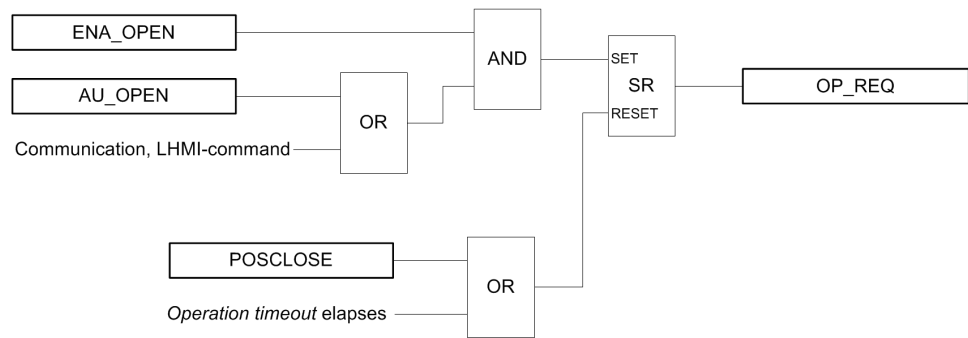 ENA_OPEN
AND
SET
AU_OPEN
SR
OP_REQ
OR
RESET
Communication, LHMI-command
POSCLOSE
OR
Operation timeout elapses